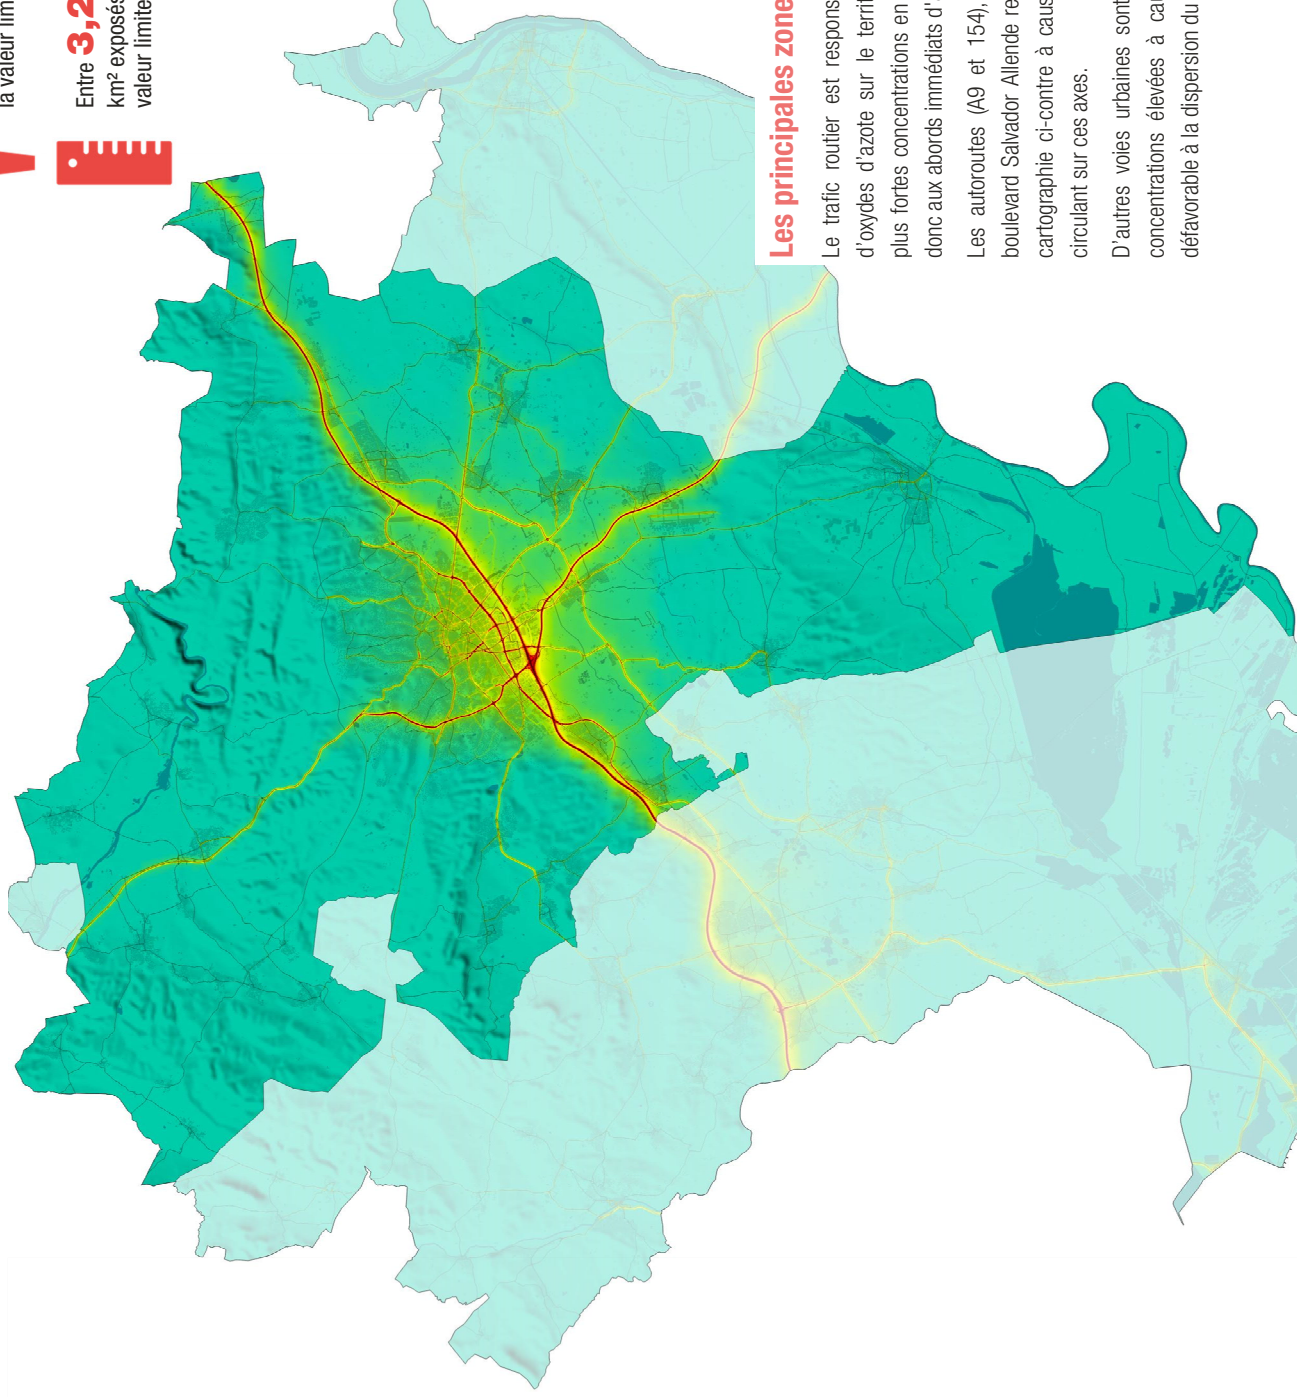 la valeur lim
Entre 3,2
km² exposés
valeur limite
Les principales zone
Le trafic routier est respons
d'oxydes d'azote sur le territ
plus fortes concentrations en
donc aux abords immédiats d'
Les autoroutes (A9 et 154),
boulevard Salvador Allende re
cartographie ci-contre à caus
circulant sur ces axes.
D'autres voies urbaines sont
concentrations élevées à cau
défavorable à la dispersion du